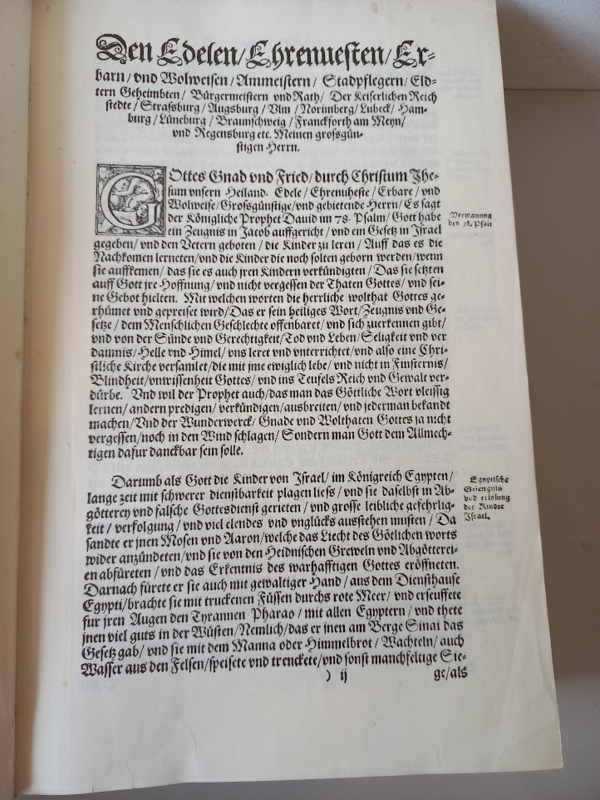 Den Edelen/ Ehrenuesten/ Er-
barn/ vnd Wolweisen/ Ammeistern/ Stadpflegern/ Eld-
tern Geheimbten/ Bürgermeistern vnd Rath/ Der Keiserlichen Reich
stedte/ Strasburg/ Augsburg/ Vlm/ Norimberg/ Lubeck/ Ham-
burg/ Lüneburg/ Braunschweig/ Franckforth am Meyn/
vnd Regensburg etc. Meinen grosgün-
stigen Herrn.
GOttes Gnad vnd Fried/ durch Christum Jhe-
sum vnsern Heiland. Edele/ Ehrenuheste/ Erbare/ vnd
Wolweise/ Grosgünstige/ vnd gebietende Herrn/ Es sagt
der Königliche Prophet Dauid im 78. Psalm/ Gott habe
ein Zeugnis in Jacob auffgericht/ vnd ein Gesetz in Jsrael
gegeben/ vnd den Vetern geboten/ die Kinder zu leren/ Auff das es die
Nachkomen lerneten/ vnd die Kinder die noch solten geborn werden/ wenn
sie auffkemen/ das sie es auch jren Kindern verkündigten/ Das sie setzten
auff Gott jre Hoffnung/ vnd nicht vergessen der Thaten Gottes/ vnd sei-
ne Gebot hielten. Mit welchen worten die herrliche wolthat Gottes ge-
rhümet vnd gepreiset wird/ Das er sein heiliges Wort/ Zeugnis vnd Ge-
setze/ dem Menschlichen Geschlechte offenbaret/ vnd sich zuerkennen gibt/
vnd von der Sünde vnd Gerechtigkeit/ Tod vnd Leben/ Seligkeit vnd ver
damnis/ Helle vnd Himel/ vns leret vnd vnterrichtet/ vnd also eine Chri-
stliche Kirche versamlet/ die mit jme ewiglich lebe/ vnd nicht in Finsternis/
Blindheit/ vnwissenheit Gottes/ vnd ins Teufels Reich vnd Gewalt ver-
dürbe. Vnd wil der Prophet auch/ das man das Göttliche Wort vleissig
lernen/ andern predigen/ verkündigen/ ausbreiten/ vnd jederman bekandt
machen/ Vnd der Wunderwerck/ Gnade vnd Wolthaten Gottes ja nicht
vergessen/ noch in den Wind schlagen/ Sondern man Gott dem Allmech-
tigen dafur danckbar sein solle.
Vermanung
des 78. Psalt
Darumb als Gott die Kinder von Jsrael/ im Königreich Egypten/
lange zeit mit schwerer dienstbarkeit plagen liess/ vnd sie daselbst in Ab-
götterey vnd falsche Gottesdienst gerieten/ vnd grosse leibliche gefehrlig-
keit/ verfolgung/ vnd viel elendes vnd vnglücks ausstehen musten/ Da
sandte er jnen Mosen vnd Aaron/ welche das Liecht des Götlichen worts
wider anzündeten/ vnd sie von den Heidnischen Greweln vnd Abgötterei-
en abfüreten/ vnd das Erkentnis des warhafftigen Gottes eröffneten.
Darnach fürete er sie auch mit gewaltiger Hand/ aus dem Diensthause
Egypti/ brachte sie mit truckenen Füssen durchs rote Meer/ vnd erseuffete
fur jren Augen den Tyrannen Pharao/ mit allen Egyptern/ vnd thete
jnen viel guts in der Wüsten/ Nemlich/ das er jnen am Berge Sinai das
Gesetz gab/ vnd sie mit dem Manna oder Himmelbrot/ Wachteln/ auch
Wasser aus den Felsen/ speisete vnd trenckete/ vnd sonst manchfeltige Sie-
Egyptische
Gefengnis
vnd erlösung
der Kinder
Jsrael.
) ij
ge/ als